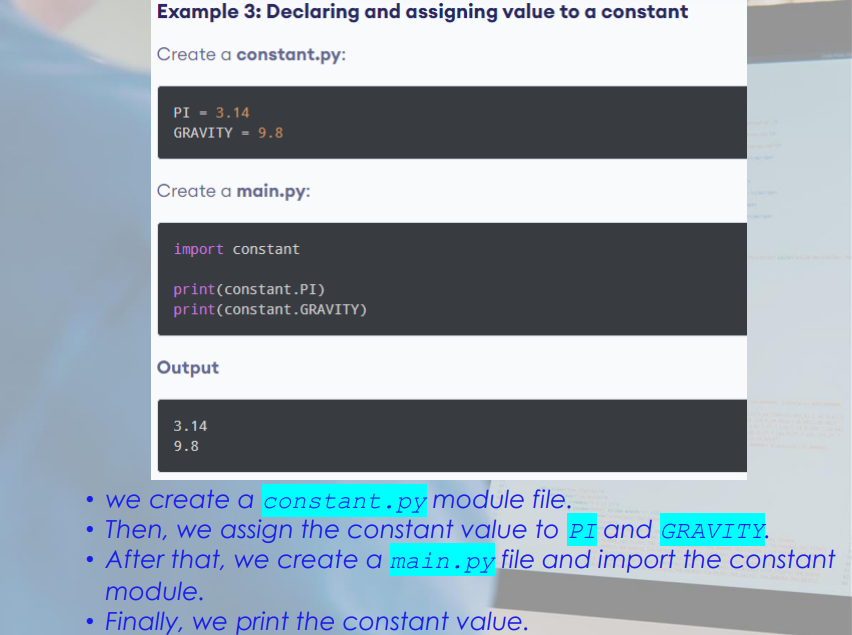 Example 3: Declaring and assigning value to a constant
Create a constant.py:
PI = 3.14
GRAVITY = 9.8
Create a main.py:
import constant
print(constant.PI)
print(constant.GRAVITY)
Output
3.14
9.8
• we create a constant.py module file.
• Then, we assign the constant value to PI and GRAVITY.
• After that, we create a main.py file and import the constant
module.
• Finally, we print the constant value.